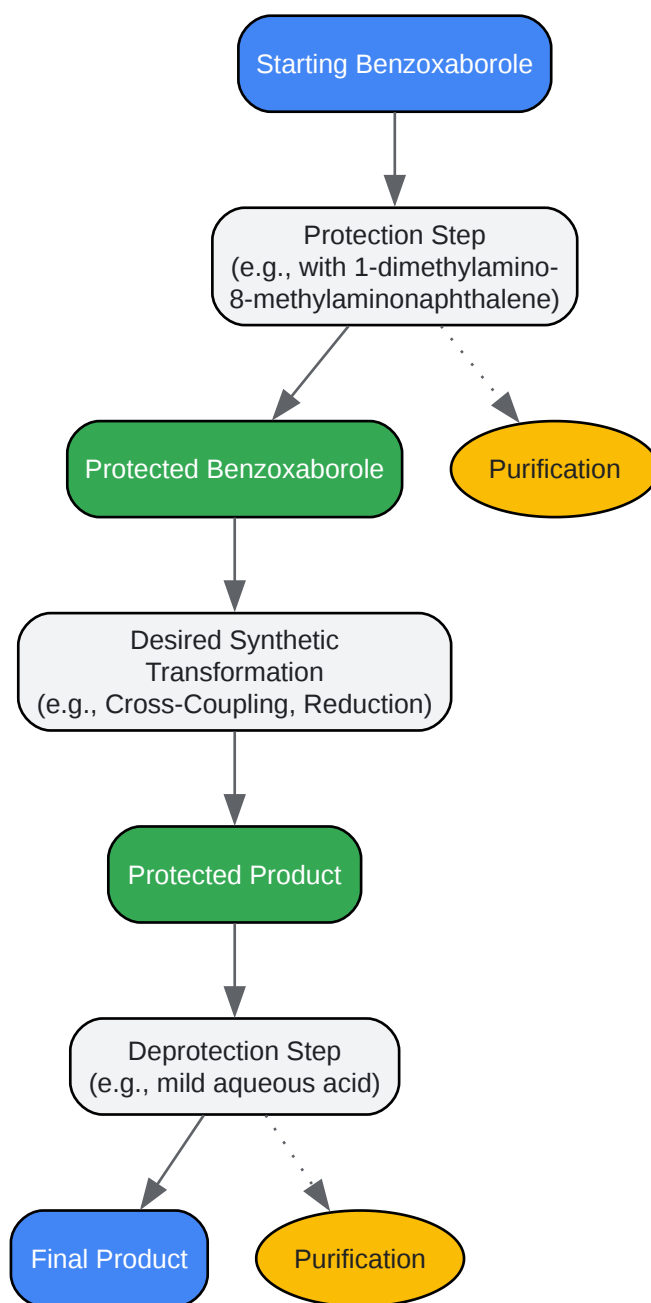 Starting Benzoxaborole
Protection Step
(e.g., with 1-dimethylamino-
8-methylaminonaphthalene)
Protected Benzoxaborole
Purification
Desired Synthetic
Transformation
(e.g., Cross-Coupling, Reduction)
Protected Product
Deprotection Step
(e.g., mild aqueous acid)
Final Product
Purification